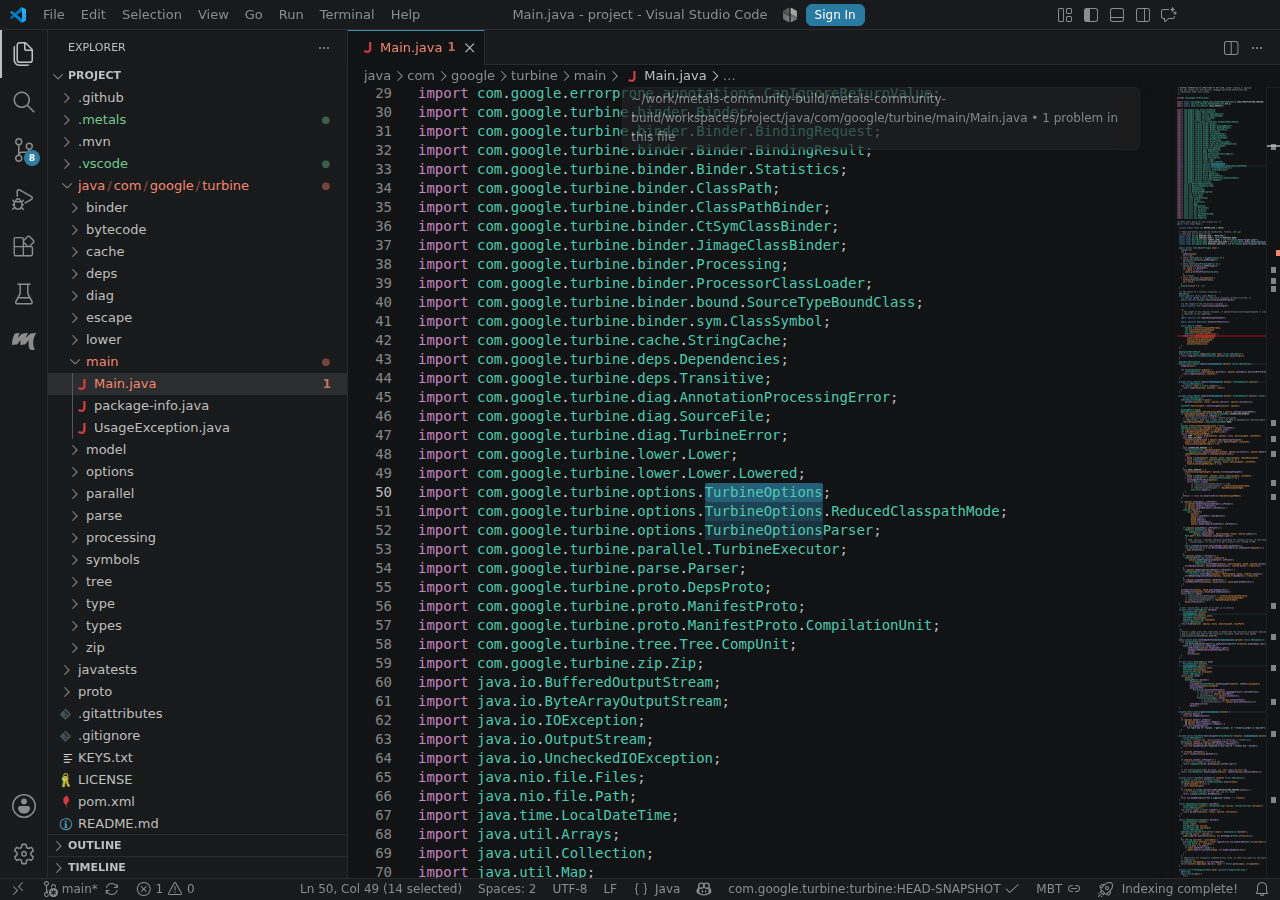 File Edit Selection View Go Run Terminal Help
Main.java - project - Visual Studio Code
Sign In
EXPLORER
PROJECT
.github
.metals
.mvn
.vscode
java/com/google/turbine
binder
bytecode
cache
deps
diag
escape
lower
main
Main.java 1
package-info.java
UsageException.java
model
options
parallel
parse
processing
symbols
tree
type
types
zip
javatests
proto
.gitattributes
.gitignore
KEYS.txt
LICENSE
pom.xml
README.md
OUTLINE
TIMELINE
8
Main.java 1
java > com > google > turbine > main > Main.java > ...
~/work/metals-community-build/metals-community-
build/workspaces/project/java/com/google/turbine/main/Main.java • 1 problem in
this file
29 import com.google.errorprone.annotations.CanIgnoreReturnValue;
30 import com.google.turbine.binder.Binder;
31 import com.google.turbine.binder.Binder.BindingRequest;
32 import com.google.turbine.binder.Binder.BindingResult;
33 import com.google.turbine.binder.Binder.Statistics;
34 import com.google.turbine.binder.ClassPath;
35 import com.google.turbine.binder.ClassPathBinder;
36 import com.google.turbine.binder.CtSymClassBinder;
37 import com.google.turbine.binder.JimageClassBinder;
38 import com.google.turbine.binder.Processing;
39 import com.google.turbine.binder.ProcessorClassLoader;
40 import com.google.turbine.binder.bound.SourceTypeBoundClass;
41 import com.google.turbine.binder.sym.ClassSymbol;
42 import com.google.turbine.cache.StringCache;
43 import com.google.turbine.deps.Dependencies;
44 import com.google.turbine.deps.Transitive;
45 import com.google.turbine.diag.AnnotationProcessingError;
46 import com.google.turbine.diag.SourceFile;
47 import com.google.turbine.diag.TurbineError;
48 import com.google.turbine.lower.Lower;
49 import com.google.turbine.lower.Lower.Lowered;
50 import com.google.turbine.options.TurbineOptions;
51 import com.google.turbine.options.TurbineOptions.ReducedClasspathMode;
52 import com.google.turbine.options.TurbineOptionsParser;
53 import com.google.turbine.parallel.TurbineExecutor;
54 import com.google.turbine.parse.Parser;
55 import com.google.turbine.proto.DepsProto;
56 import com.google.turbine.proto.ManifestProto;
57 import com.google.turbine.proto.ManifestProto.CompilationUnit;
58 import com.google.turbine.tree.Tree.CompUnit;
59 import com.google.turbine.zip.Zip;
60 import java.io.BufferedOutputStream;
61 import java.io.ByteArrayOutputStream;
62 import java.io.IOException;
63 import java.io.OutputStream;
64 import java.io.UncheckedIOException;
65 import java.nio.file.Files;
66 import java.nio.file.Path;
67 import java.time.LocalDateTime;
68 import java.util.Arrays;
69 import java.util.Collection;
70 import java.util.Map;
main* 1 0 Ln 50, Col 49 (14 selected) Spaces: 2 UTF-8 LF {} Java com.google.turbine:turbine:HEAD-SNAPSHOT MBT Indexing complete!